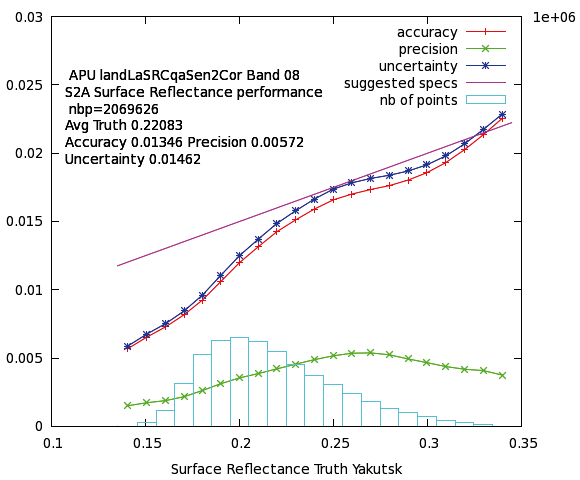 0.03
1e+06
accuracy
precision
uncertainty
suggested specs
nb of points
APU landLaSRCqaSen2Cor Band 08
S2A Surface Reflectance performance
nbp=2069626
Avg Truth 0.22083
Accuracy 0.01346 Precision 0.00572
Uncertainty 0.01462
0.025
0.02
0.015
0.01
0.005
0
0.1 0.15 0.2 0.25 0.3 0.35
Surface Reflectance Truth Yakutsk